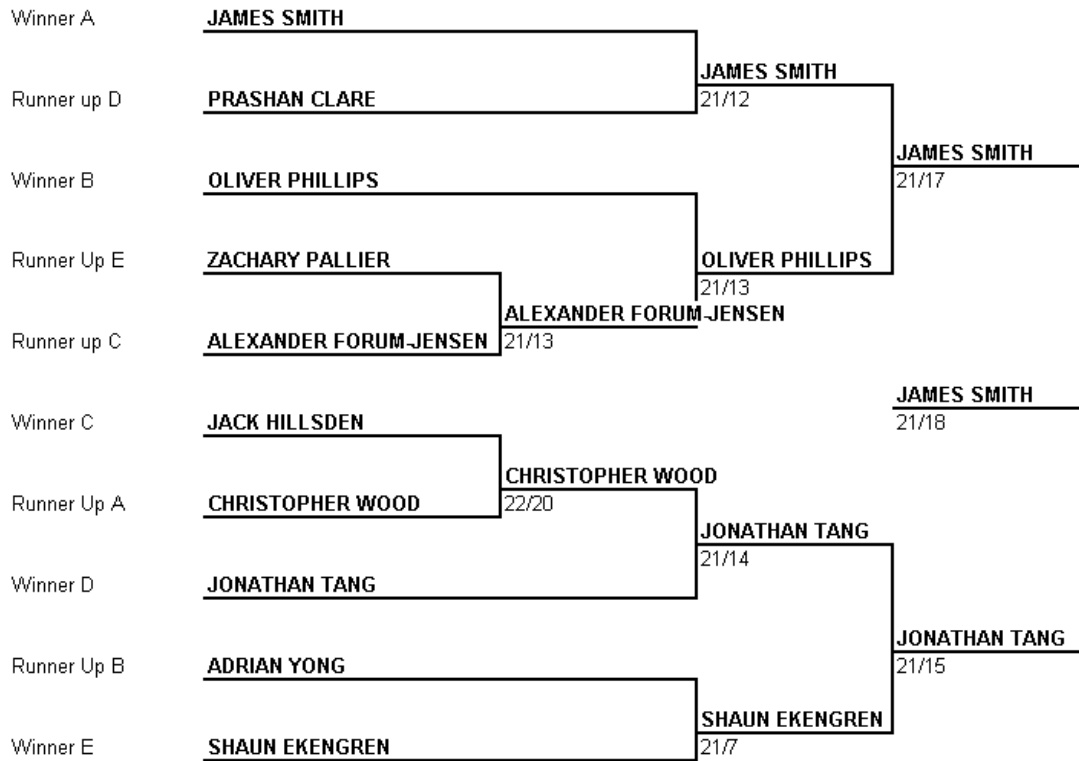 Winner A JAMES SMITH
JAMES SMITH
Runner up D PRASHAN CLARE 21/12
JAMES SMITH
Winner B OLIVER PHILLIPS 21/17
Runner Up E ZACHARY PALLIER OLIVER PHILLIPS
21/13
ALEXANDER FORUM-JENSEN
Runner up C ALEXANDER FORUM-JENSEN 21/13
JAMES SMITH
Winner C JACK HILLSDEN 21/18
CHRISTOPHER WOOD
Runner Up A CHRISTOPHER WOOD 22/20
JONATHAN TANG
21/14
Winner D JONATHAN TANG
JONATHAN TANG
Runner Up B ADRIAN YONG 21/15
SHAUN EKENGREN
Winner E SHAUN EKENGREN 21/7